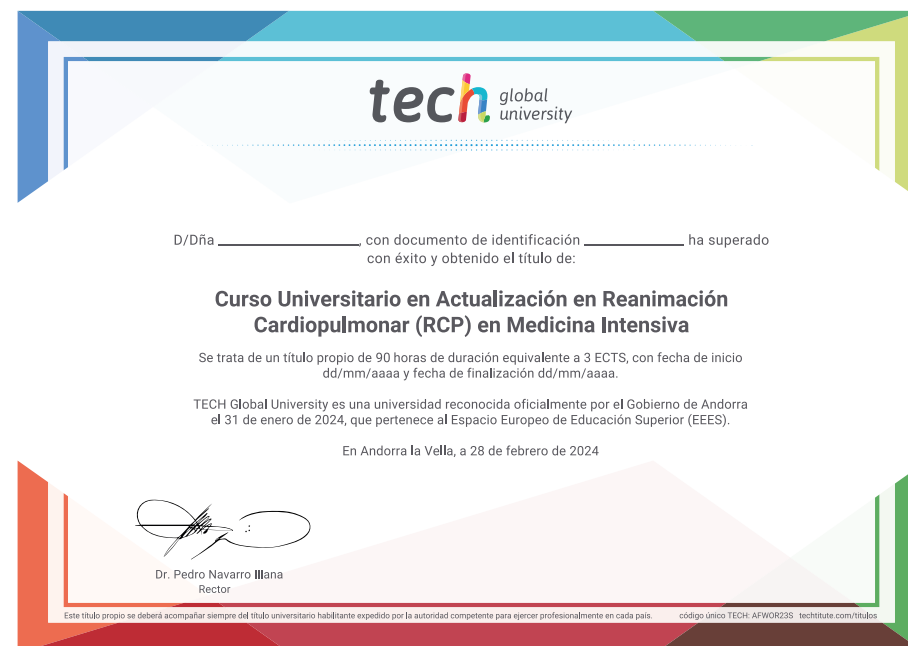 tech global
university
D/Dña ____________________, con documento de identificación ______________ ha superado
con éxito y obtenido el título de:
Curso Universitario en Actualización en Reanimación
Cardiopulmonar (RCP) en Medicina Intensiva
Se trata de un título propio de 90 horas de duración equivalente a 3 ECTS, con fecha de inicio
dd/mm/aaaa y fecha de finalización dd/mm/aaaa.
TECH Global University es una universidad reconocida oficialmente por el Gobierno de Andorra
el 31 de enero de 2024, que pertenece al Espacio Europeo de Educación Superior (EEES).
En Andorra la Vella, a 28 de febrero de 2024
Dr. Pedro Navarro Illana
Rector
Este título propio se deberá acompañar siempre del título universitario habilitante expedido por la autoridad competente para ejercer profesionalmente en cada país. código único TECH: AFWOR23S techtitute.com/titulos